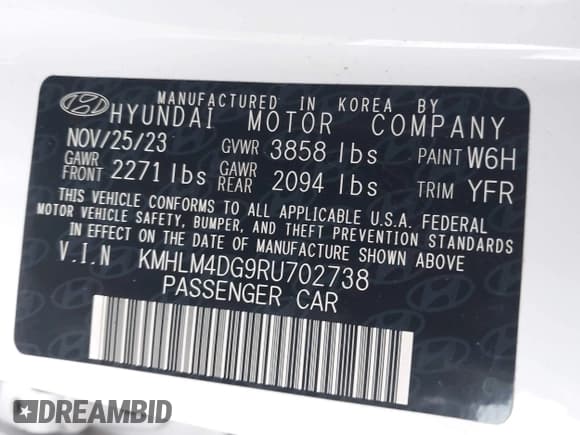 MANUFACTURED IN KOREA BY
HYUNDAI MOTOR COMPANY
NOV/25/23 GVWR 3858 lbs PAINT W6H
GAWR FRONT 2271 lbs GAWR REAR 2094 lbs TRIM YFR
THIS VEHICLE CONFORMS TO ALL APPLICABLE U.S.A. FEDERAL
MOTOR VEHICLE SAFETY, BUMPER, AND THEFT PREVENTION STANDARDS
IN EFFECT ON THE DATE OF MANUFACTURE SHOWN ABOVE
V.I.N KMHLM4DG9RU702738
PASSENGER CAR
DREAMBID